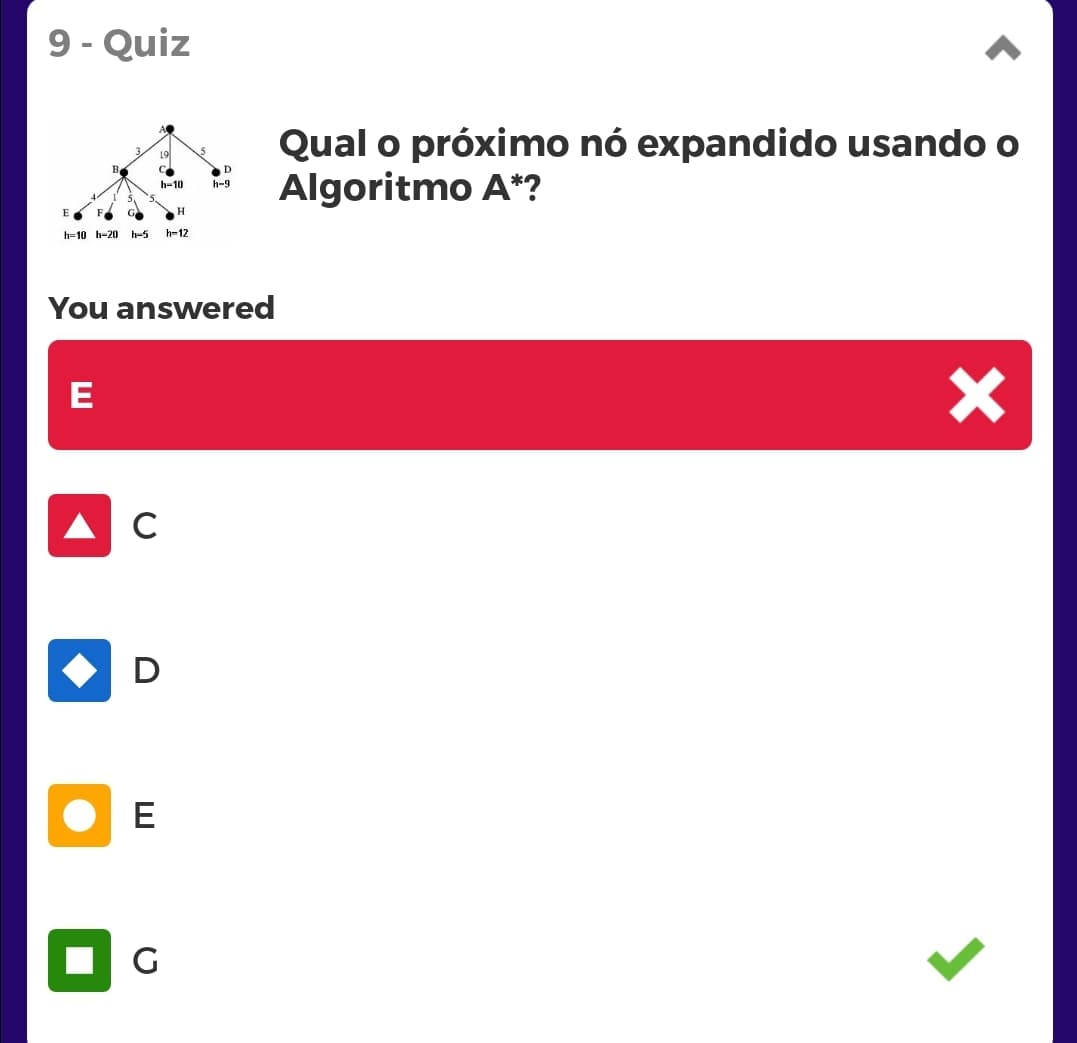 9 - Quiz
A
3
19
5
B
C
D
h=10
h=9
4
1
5
5
E
F
G
H
h=10 h=20 h=5 h=12
Qual o próximo nó expandido usando o
Algoritmo A*?
You answered
E
C
D
E
G